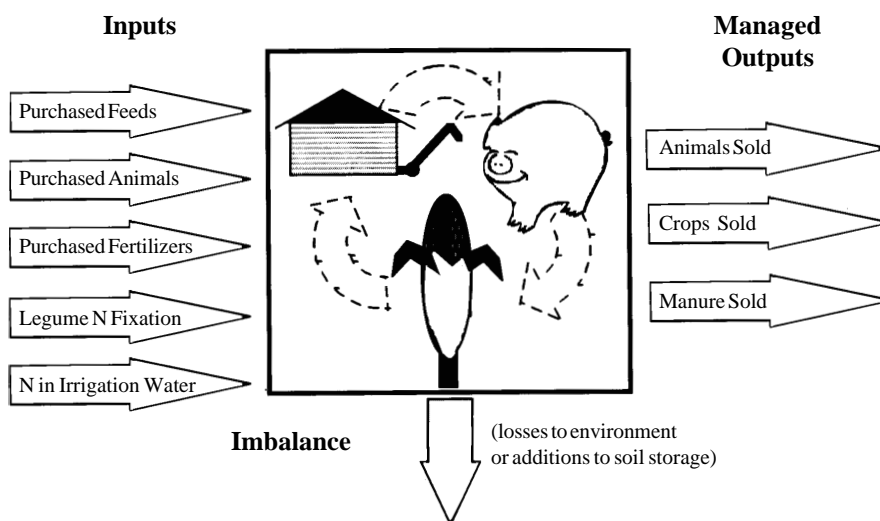 Inputs
Managed
Outputs
Purchased Feeds
Purchased Animals
Purchased Fertilizers
Legume N Fixation
N in Irrigation Water
Animals Sold
Crops Sold
Manure Sold
Imbalance
(losses to environment
or additions to soil storage)